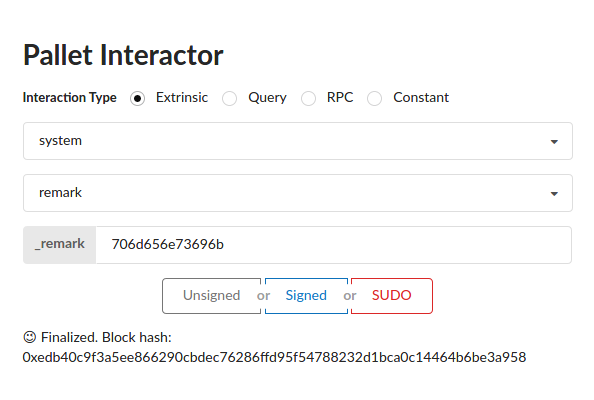 Pallet Interactor
Interaction Type Extrinsic Query RPC Constant
system
remark
_remark 706d656e73696b
Unsigned or Signed or SUDO
😉 Finalized. Block hash:
0xedb40c9f3a5ee866290cbdec76286ffd95f54788232d1bca0c14464b6be3a958